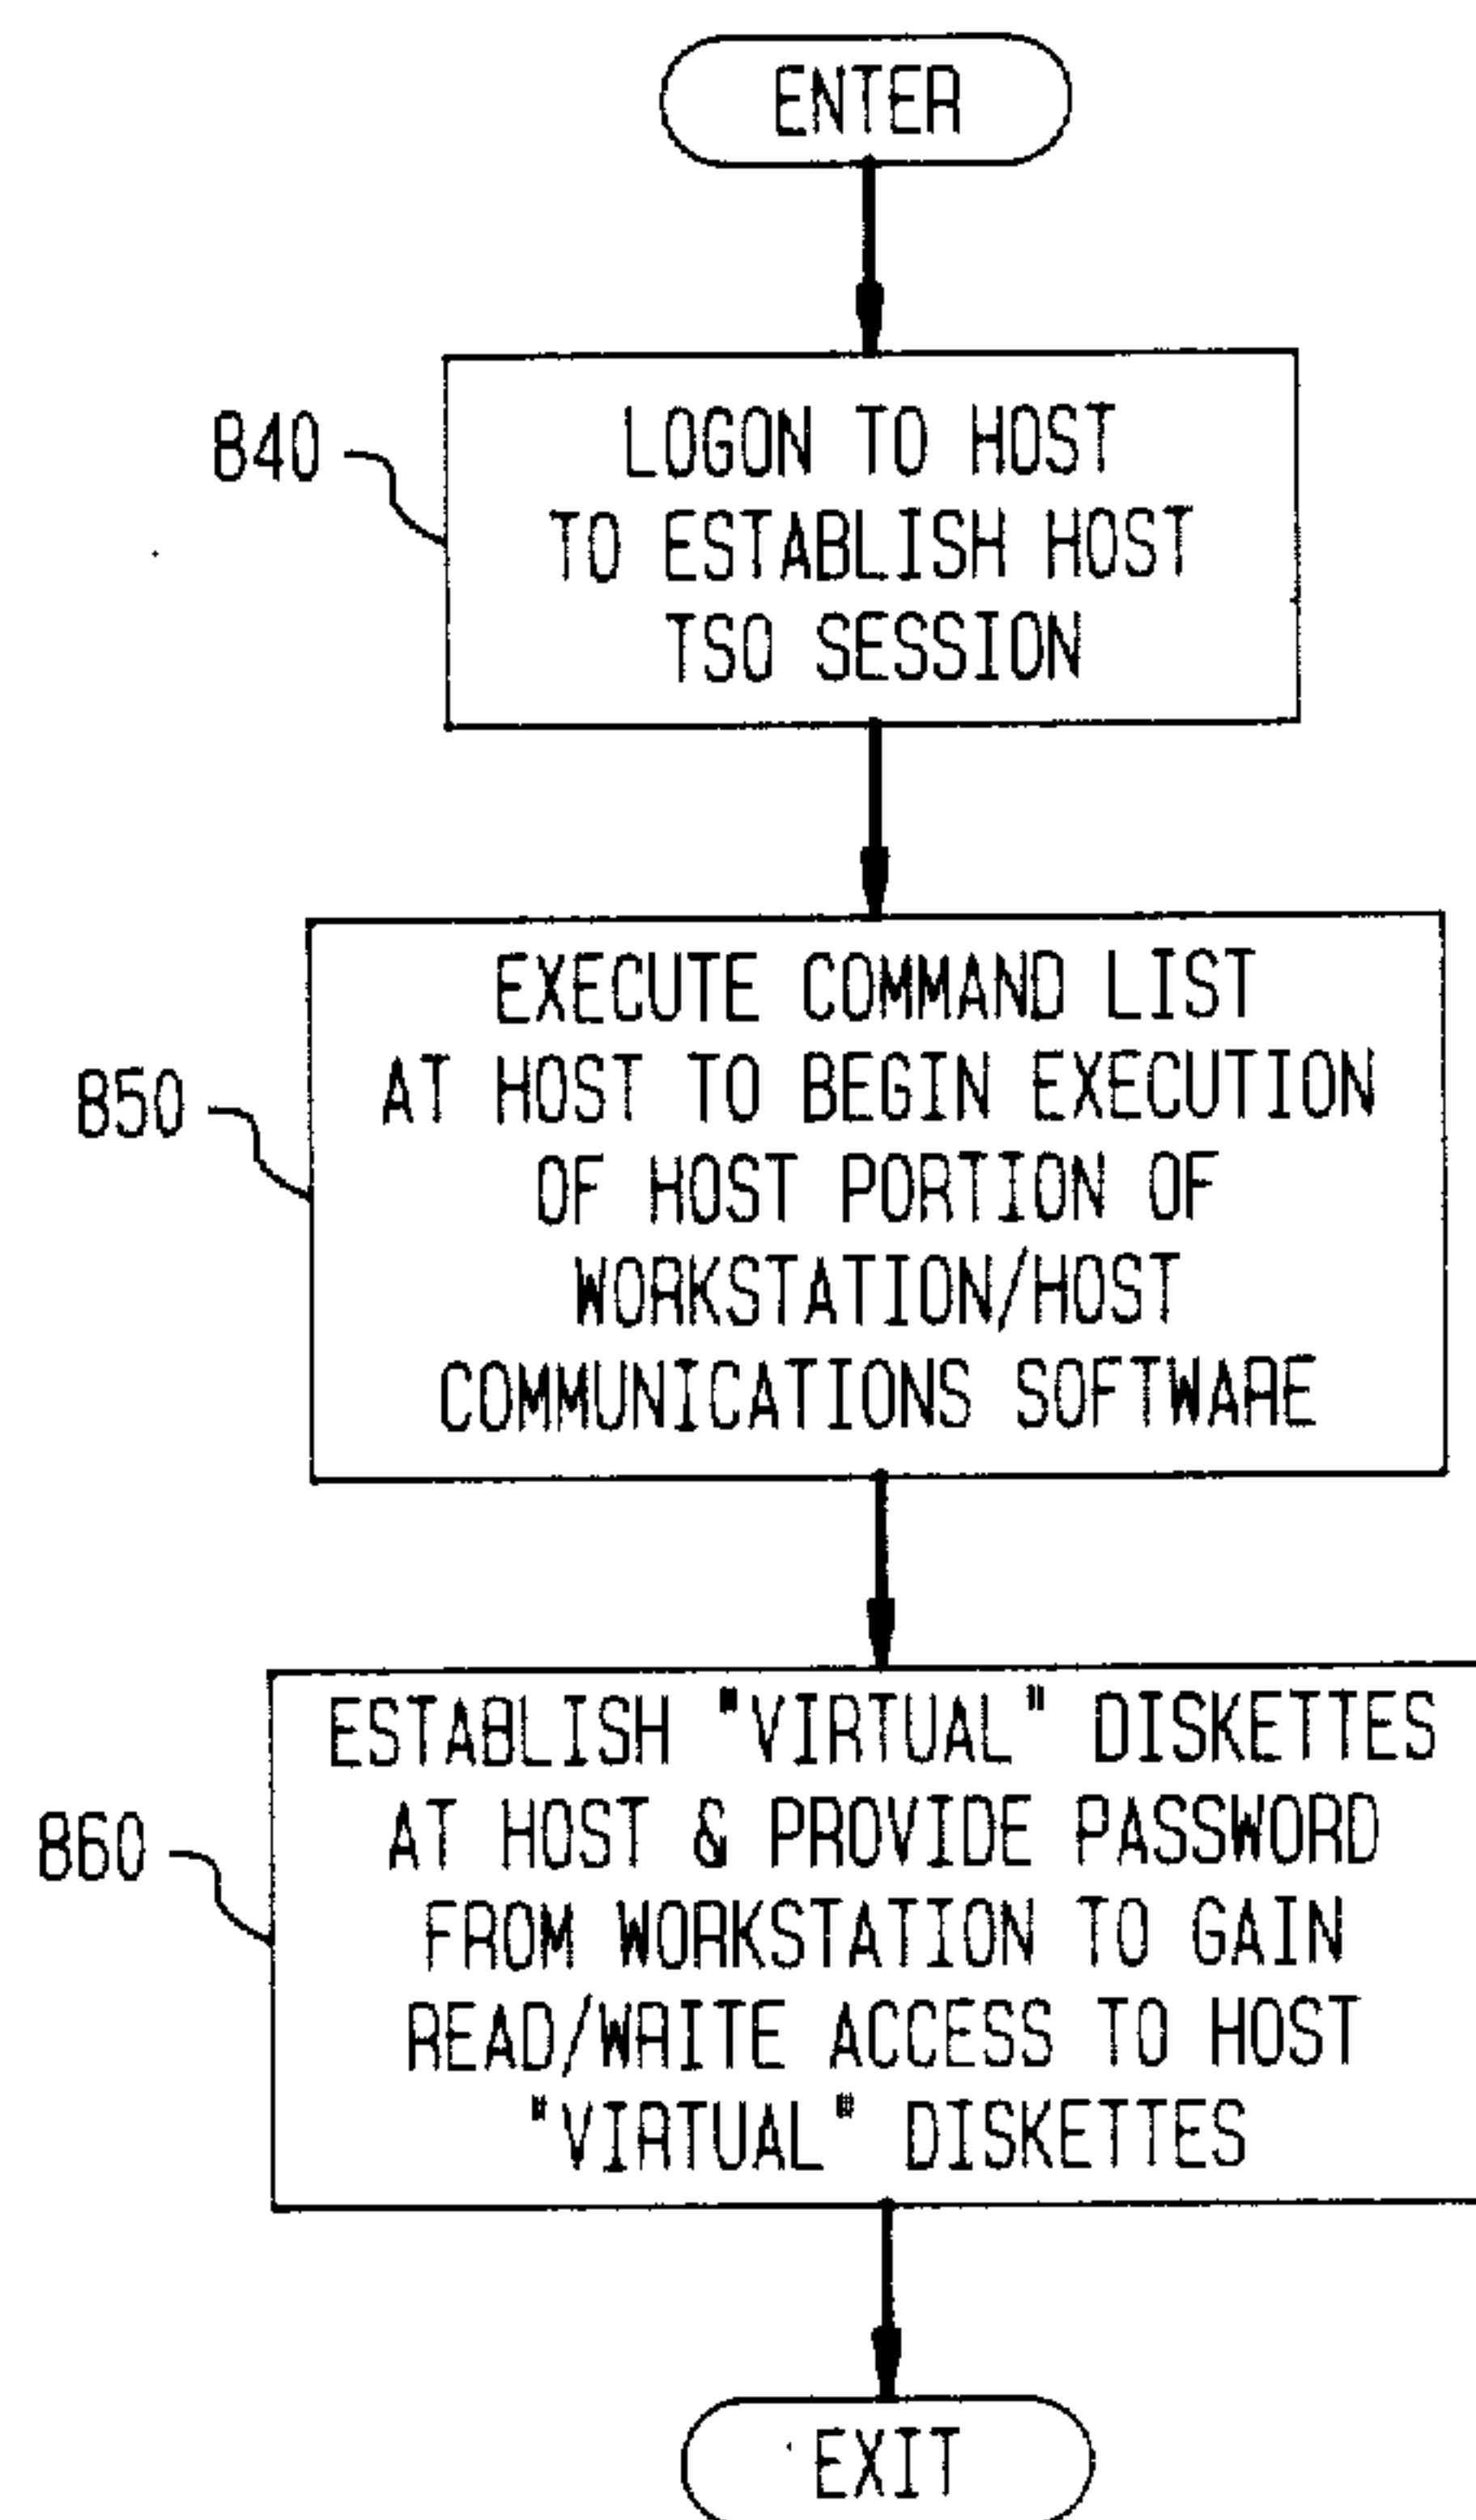 ENTER
840
LOGON TO HOST
TO ESTABLISH HOST
TSO SESSION
850
EXECUTE COMMAND LIST
AT HOST TO BEGIN EXECUTION
OF HOST PORTION OF
WORKSTATION/HOST
COMMUNICATIONS SOFTWARE
860
ESTABLISH "VIRTUAL" DISKETTES
AT HOST & PROVIDE PASSWORD
FROM WORKSTATION TO GAIN
READ/WRITE ACCESS TO HOST
"VIRTUAL" DISKETTES
EXIT